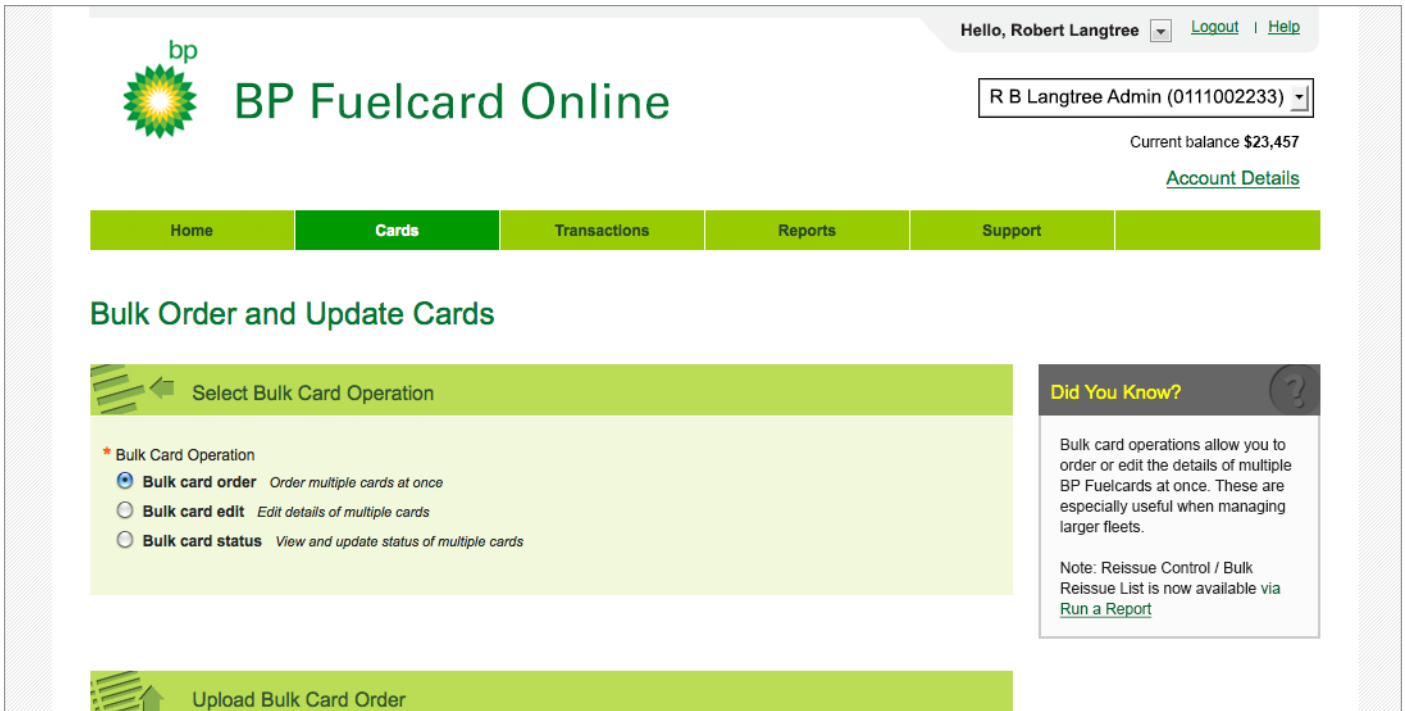 Hello, Robert Langtree Logout | Help
bp
BP Fuelcard Online
R B Langtree Admin (0111002233)
Current balance $23,457
Account Details
Home Cards Transactions Reports Support
Bulk Order and Update Cards
Select Bulk Card Operation
* Bulk Card Operation
Bulk card order Order multiple cards at once
Bulk card edit Edit details of multiple cards
Bulk card status View and update status of multiple cards
Did You Know? ?
Bulk card operations allow you to
order or edit the details of multiple
BP Fuelcards at once. These are
especially useful when managing
larger fleets.
Note: Reissue Control / Bulk
Reissue List is now available via
Run a Report
Upload Bulk Card Order